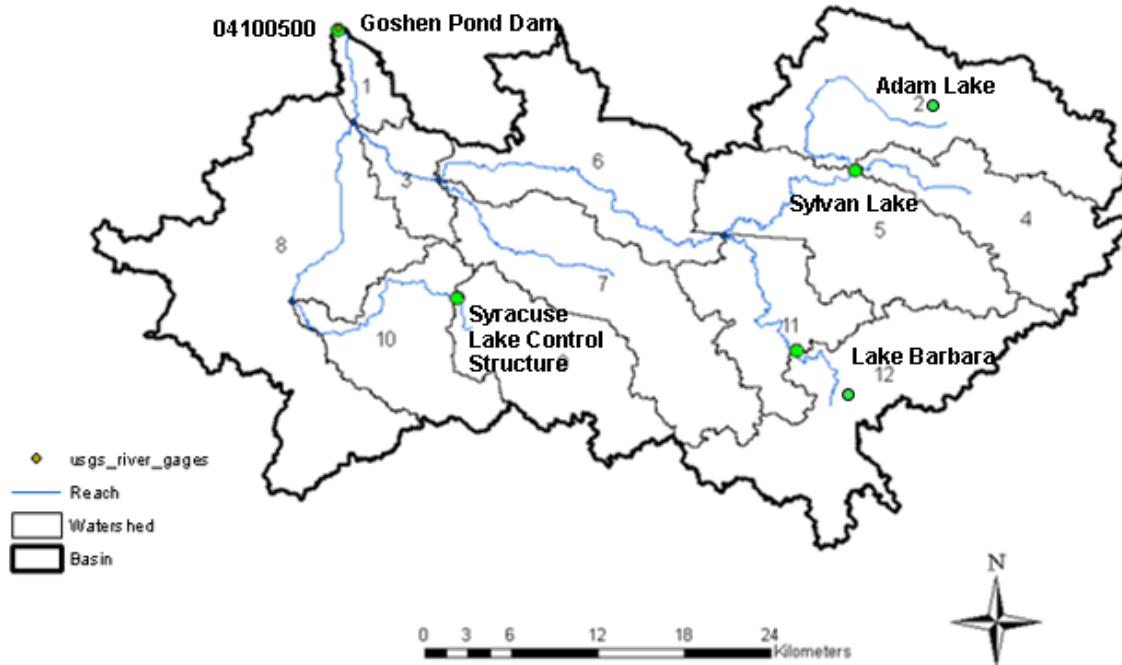 04100500 Goshen Pond Dam
1
Adam Lake
2
6
3
Sylvan Lake
4
5
8
7
Syracuse
Lake Control
Structure
10
11
Lake Barbara
12
usgs_river_gages
Reach
Watershed
Basin
N
0 3 6 12 18 24
Kilometers